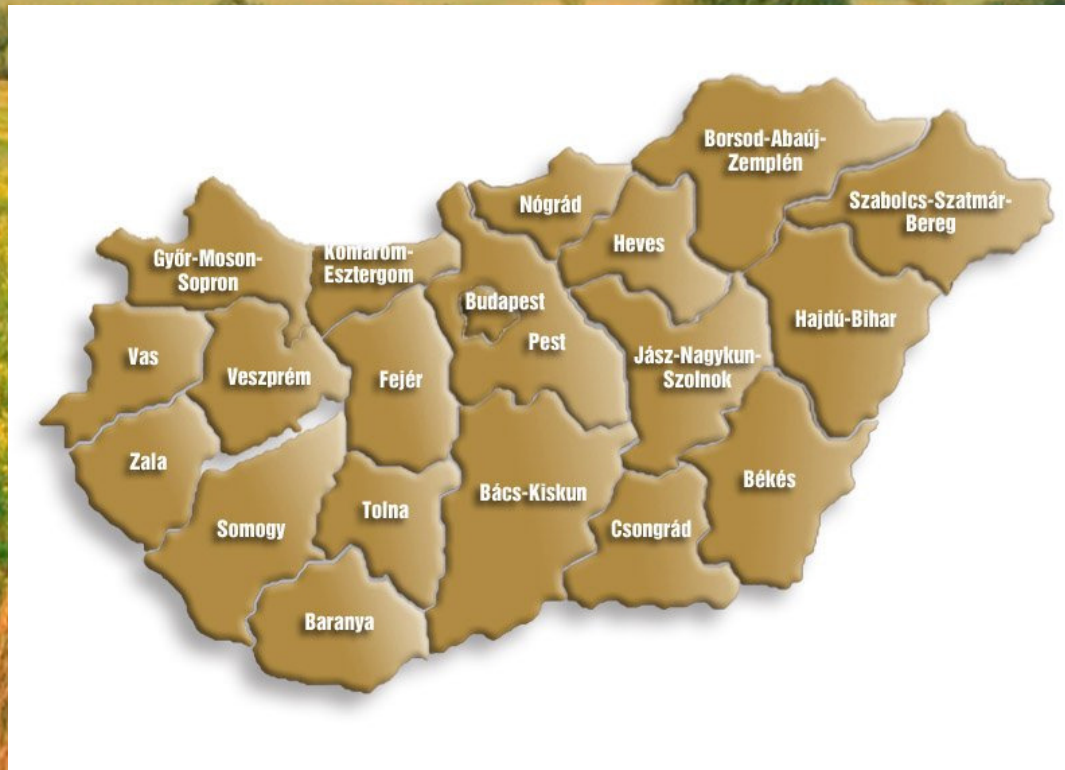 Borsod-Abaúj-
Zemplén
Szabolcs-Szatmár-
Bereg
Nógrád
Heves
Győr-Moson-
Sopron
Komárom-
Esztergom
Budapest
Pest
Hajdú-Bihar
Vas
Veszprém
Fejér
Jász-Nagykun-
Szolnok
Zala
Somogy
Tolna
Bács-Kiskun
Csongrád
Békés
Baranya